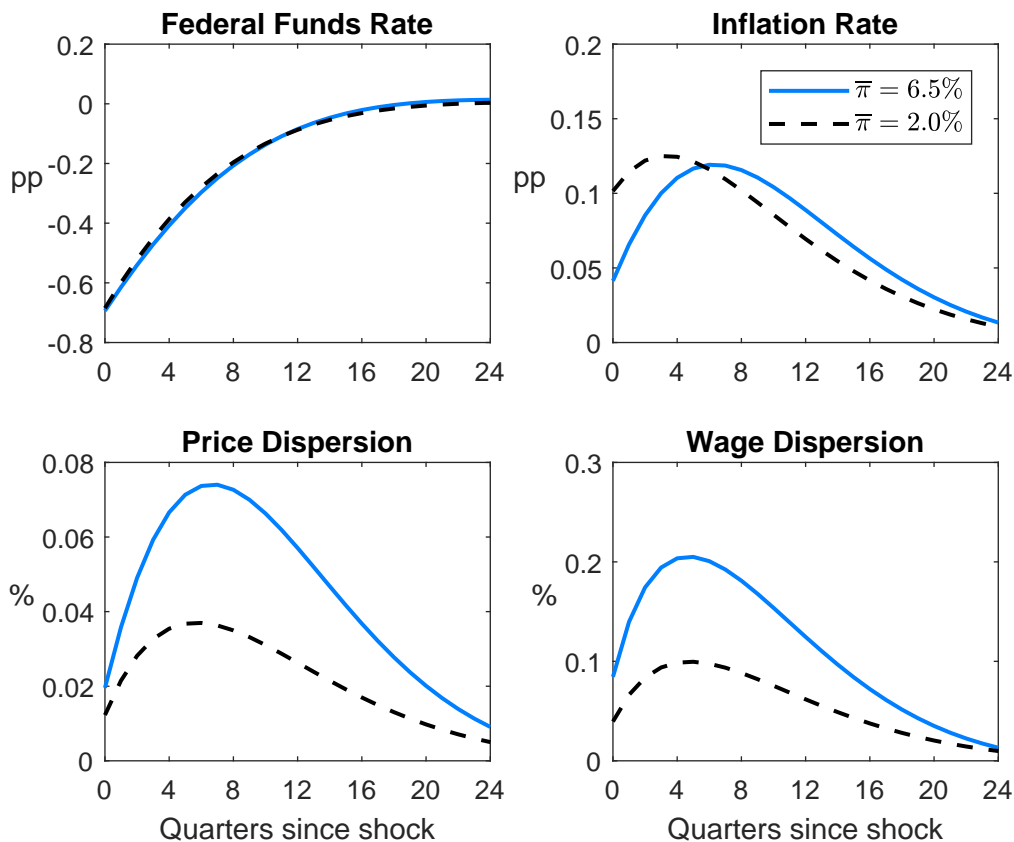 Federal Funds Rate
0.2
0
-0.2
-0.4
-0.6
-0.8
pp
0 4 8 12 16 20 24
Inflation Rate
0.2
0.15
0.1
0.05
0
pp
π̅ = 6.5%
π̅ = 2.0%
0 4 8 12 16 20 24
Price Dispersion
0.08
0.06
0.04
0.02
0
%
0 4 8 12 16 20 24
Quarters since shock
Wage Dispersion
0.3
0.2
0.1
0
%
0 4 8 12 16 20 24
Quarters since shock